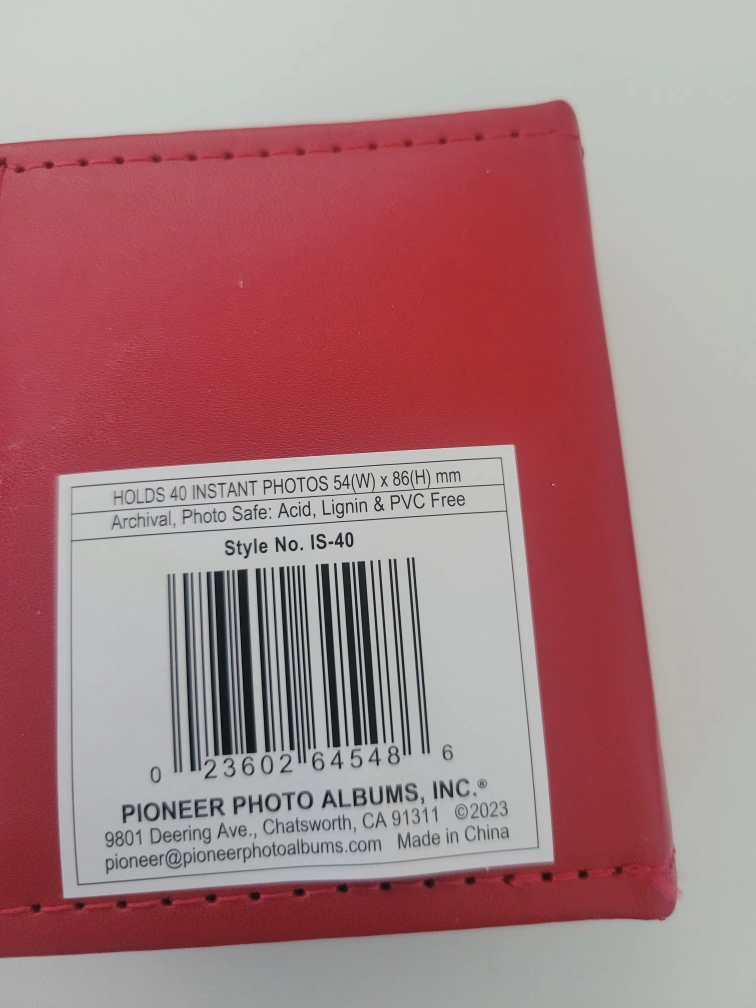 HOLDS 40 INSTANT PHOTOS 54(W) x 86(H) mm
Archival, Photo Safe: Acid, Lignin & PVC Free
Style No. IS-40
0 23602 64548 6
PIONEER PHOTO ALBUMS, INC.®
9801 Deering Ave., Chatsworth, CA 91311 ©2023
pioneer@pioneerphotoalbums.com Made in China